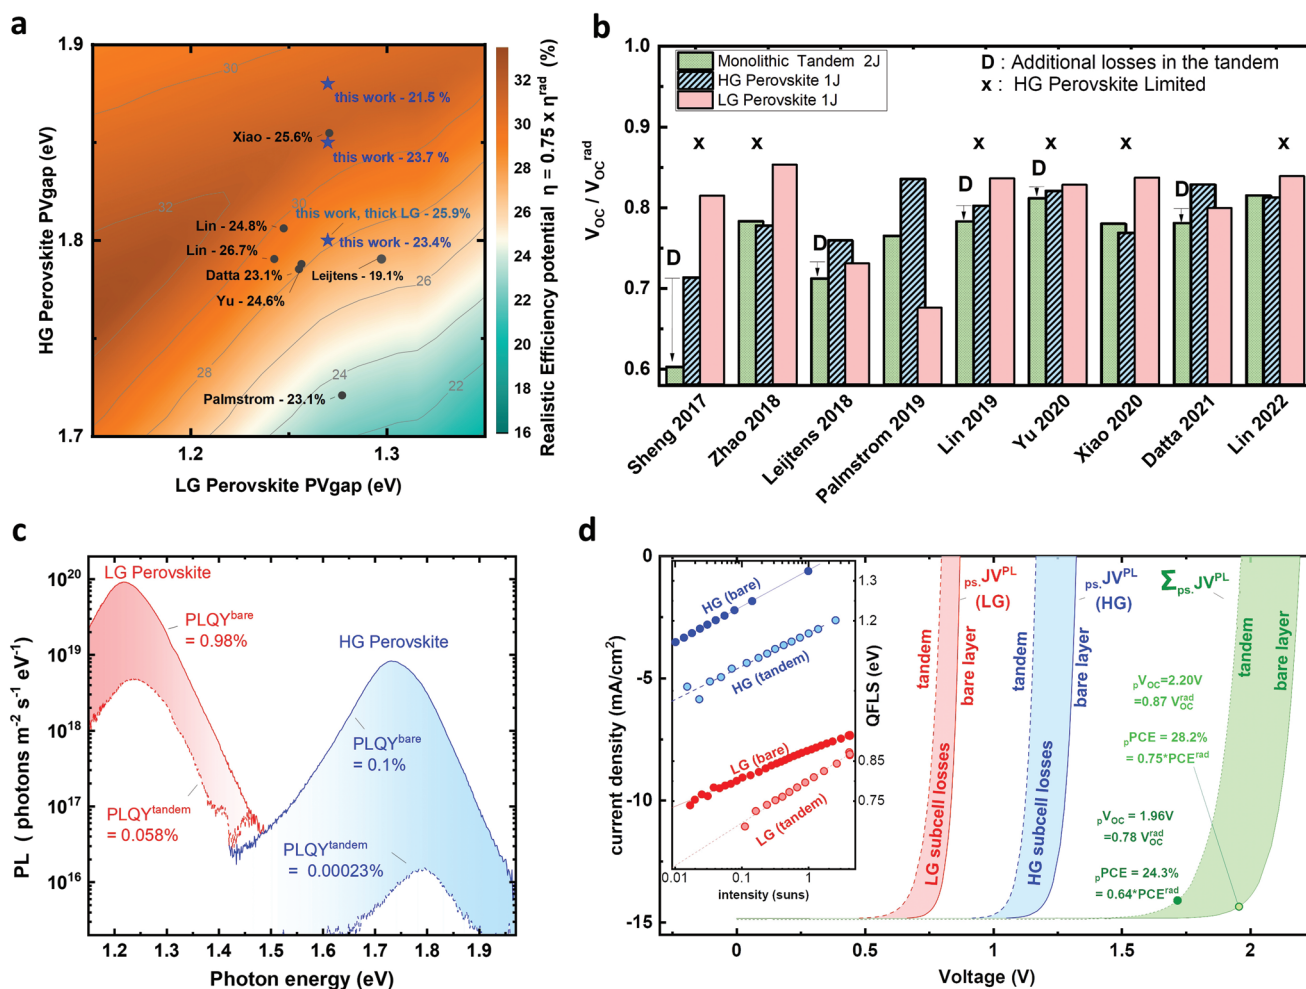 a
1.9
1.8
1.7
HG Perovskite PVgap (eV)
1.2
1.3
LG Perovskite PVgap (eV)
30
this work - 21.5 %
Xiao - 25.6%
this work - 23.7 %
32
30
this work, thick LG - 25.9%
Lin - 24.8%
this work - 23.4%
Lin - 26.7%
Datta 23.1%
Leijtens - 19.1%
26
Yu - 24.6%
28
24
22
Palmstrom - 23.1%
32
30
28
26
24
22
20
18
16
Realistic Efficiency potential η = 0.75 x η^rad (%)
b
1.0
0.9
0.8
0.7
0.6
V_OC / V_OC^rad
Monolithic Tandem 2J
HG Perovskite 1J
LG Perovskite 1J
D : Additional losses in the tandem
x : HG Perovskite Limited
x
x
x
x
x
x
D
D
D
D
D
Sheng 2017
Zhao 2018
Leijtens 2018
Palmstrom 2019
Lin 2019
Yu 2020
Xiao 2020
Datta 2021
Lin 2022
c
10^20
10^19
10^18
10^17
10^16
PL ( photons m^-2 s^-1 eV^-1)
LG Perovskite
PLQY^bare
= 0.98%
HG Perovskite
PLQY^bare
= 0.1%
PLQY^tandem
= 0.058%
PLQY^tandem
= 0.00023%
1.2
1.3
1.4
1.5
1.6
1.7
1.8
1.9
Photon energy (eV)
d
0
-5
-10
-15
current density (mA/cm^2)
HG (bare)
HG (tandem)
LG (bare)
LG (tandem)
1.3
1.2
0.85
0.75
QFLS (eV)
0.01
0.1
1
intensity (suns)
ps.JV^PL
(LG)
tandem
bare layer
LG subcell losses
ps.JV^PL
(HG)
tandem
bare layer
HG subcell losses
Σ ps.JV^PL
tandem
bare layer
pV_OC=2.20V
=0.87 V_OC^rad
pPCE = 28.2%
= 0.75*PCE^rad
pV_OC = 1.96V
=0.78 V_OC^rad
pPCE = 24.3%
= 0.64*PCE^rad
0
0.5
1
1.5
2
Voltage (V)